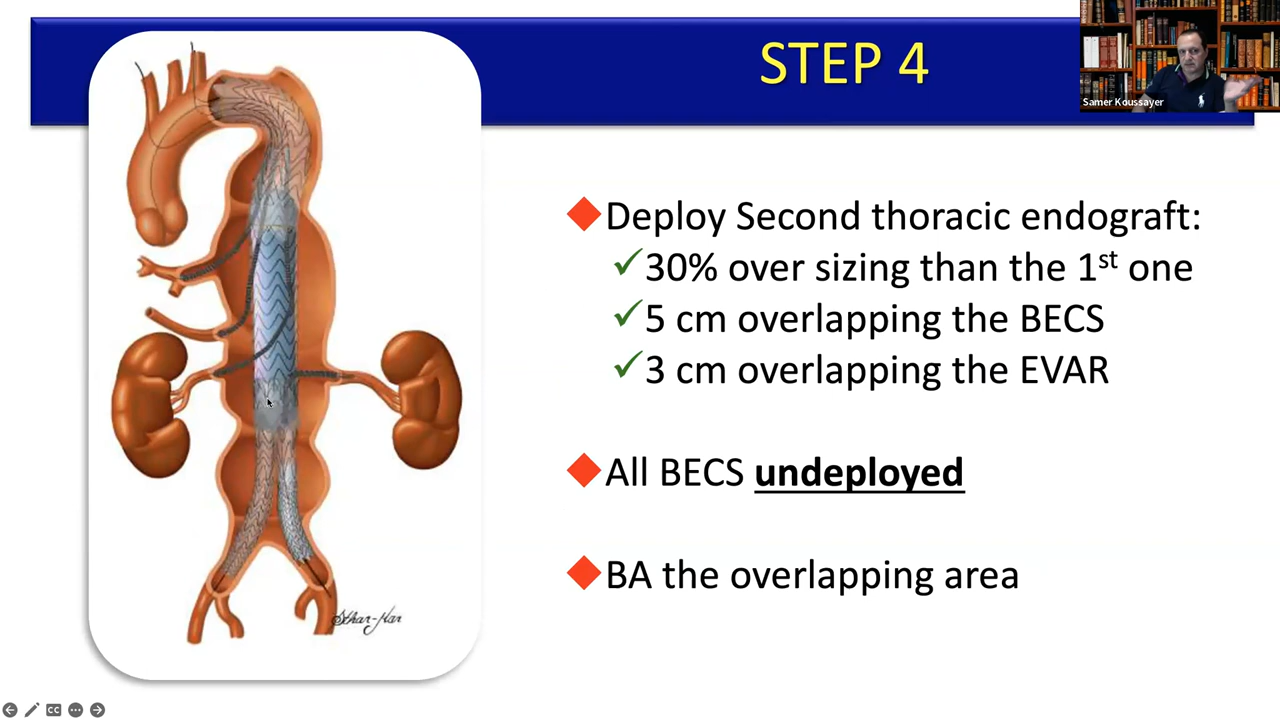 STEP 4
Samer Koussayer
Deploy Second thoracic endograft:
30% over sizing than the 1st one
5 cm overlapping the BECS
3 cm overlapping the EVAR
All BECS undeployed
BA the overlapping area
CC